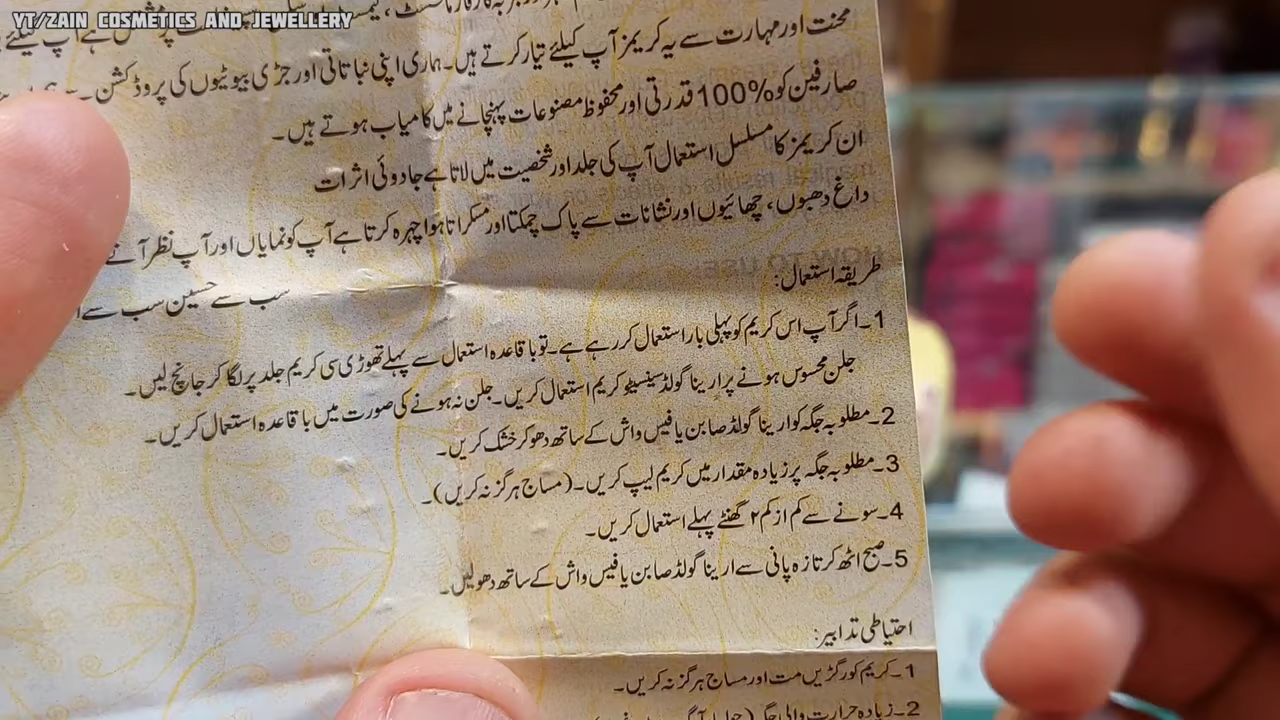 YT/ZAIN COSMETICS AND JEWELLERY
محنت اور مہارت سے یہ کریمز آپ کیلئے تیار کرتے ہیں۔ ہماری اپنی نباتاتی اور جڑی بیوٹیوں کی پروڈکشن
صارفین کو %100 قدرتی اور محفوظ مصنوعات پہنچانے میں کامیاب ہوتے ہیں۔
ان کریمز کا مسلسل استعمال آپ کی جلد اور شخصیت میں لاتا ہے جادوئی اثرات
داغ دھبوں، چھائیوں اور نشانات سے پاک چمکتا اور مسکراتا ہوا چہرہ کرتا ہے آپ کو نمایاں اور آپ نظر آتے
سب سے حسین سب سے
طریقہ استعمال:
1۔ اگر آپ اس کریم کو پہلی بار استعمال کر رہے ہے۔ تو باقاعدہ استعمال سے پہلے تھوڑی سی کریم جلد پر لگا کر جانچ لیں۔
جلن محسوس ہونے پر ارینا گولڈ سینسیٹو کریم استعمال کریں۔ جلن نہ ہونے کی صورت میں باقاعدہ استعمال کریں۔
2۔ مطلوبہ جگہ کو ارینا گولڈ صابن یا فیس واش کے ساتھ دھو کر خشک کریں۔
3۔ مطلوبہ جگہ پر زیادہ مقدار میں کریم لیپ کریں۔ (مساج ہرگز نہ کریں)۔
4۔ سونے سے کم از کم ۲ گھنٹے پہلے استعمال کریں۔
5۔ صبح اٹھ کر تازہ پانی سے ارینا گولڈ صابن یا فیس واش کے ساتھ دھو لیں۔
احتیاطی تدابیر:
1۔ کریم کو رگڑیں مت اور مساج ہرگز نہ کریں۔
2۔ زیادہ حرارت والی جگہ